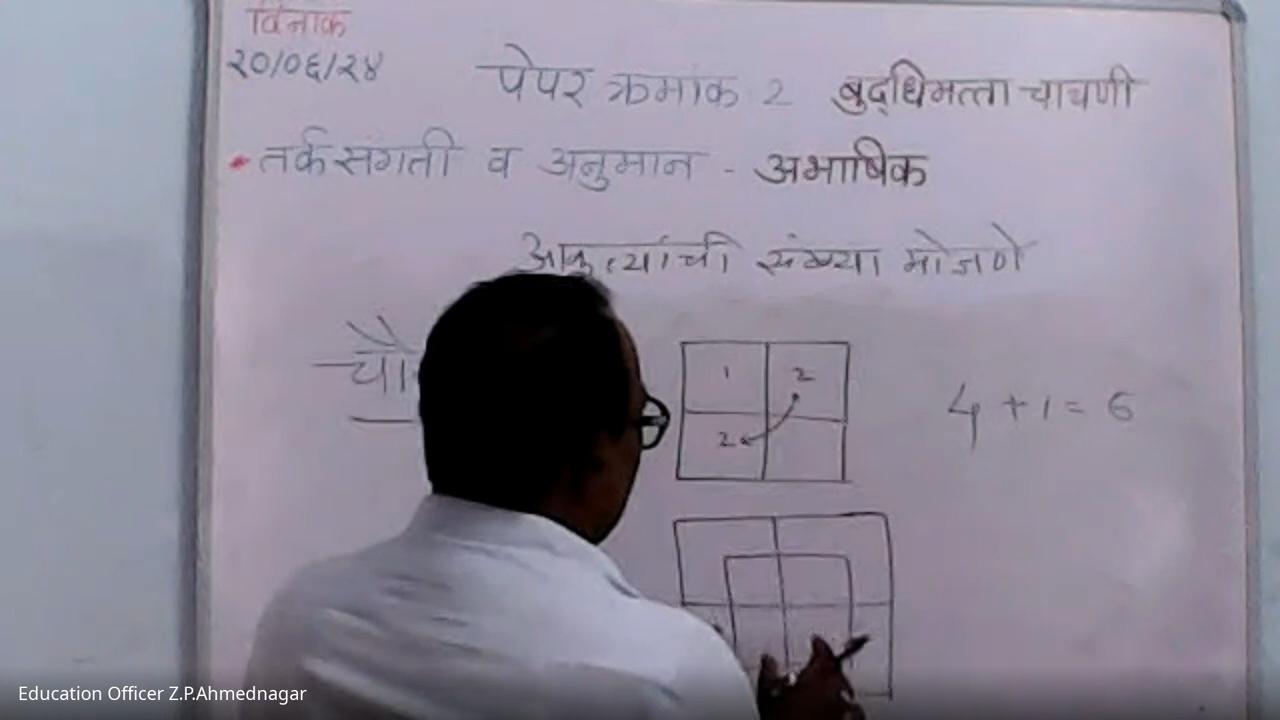 दिनांक
२०/०६/२४
पेपर क्रमांक 2 बुद्धिमत्ता चाचणी
• तर्कसंगती व अनुमान - अभाषिक
आकृत्यांची संख्या मोजणे
चौ
1 2
2
4 + 1 = 6
Education Officer Z.P.Ahmednagar